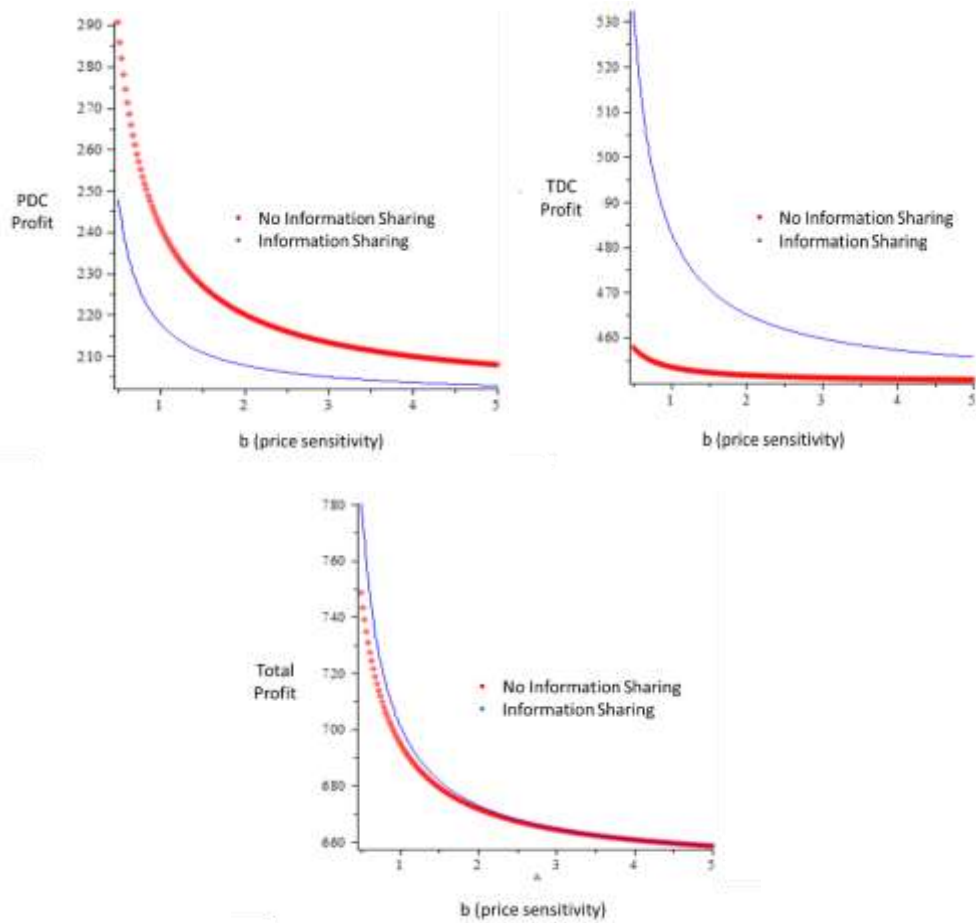 290
280
270
260
250
240
230
220
210
PDC
Profit
No Information Sharing
Information Sharing
1 2 3 4 5
b (price sensitivity)
530
520
510
500
90
480
470
460
TDC
Profit
No Information Sharing
Information Sharing
1 2 3 4 5
b (price sensitivity)
780
760
740
720
700
680
660
Total
Profit
No Information Sharing
Information Sharing
1 2 3 4 5
b (price sensitivity)